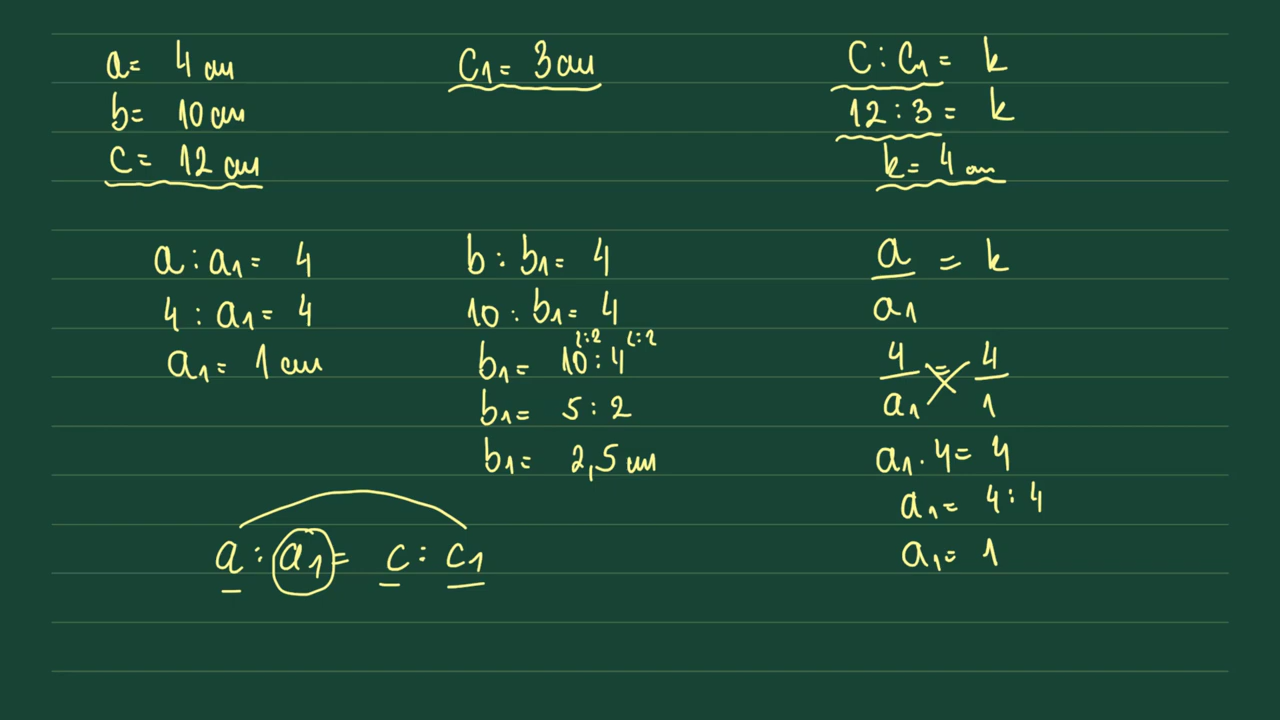 a= 4 cm
b= 10 cm
c= 12 cm
c1= 3 cm
c : c1= k
12 : 3 = k
k= 4 cm
a : a1= 4
4 : a1= 4
a1= 1 cm
b : b1= 4
10 : b1= 4
b1= 10(:2 : 4(:2
b1= 5 : 2
b1= 2,5 cm
a/a1 = k
4/a1 = 4/1
a1 · 4= 4
a1= 4 : 4
a1= 1
a : a1= c : c1